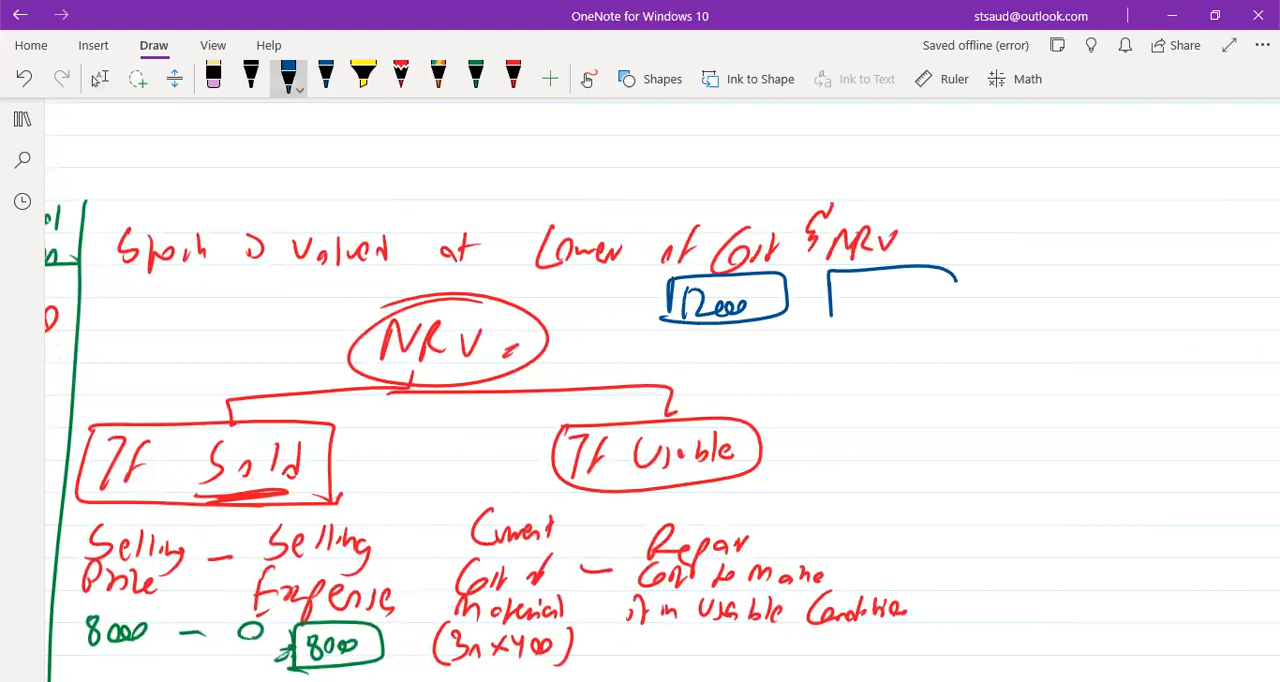 OneNote for Windows 10
stsaud@outlook.com
Home Insert Draw View Help
Saved offline (error)
Share
Shapes
Ink to Shape
Ink to Text
Ruler
Math
Stock is valued at Lower of Cost & NRV
12000
NRV
If Sold
If Usable
Selling Price – Selling Expense
8000 – 0
= 8000
Current Cost of Material – Repair Cost to Make it in Usable Condition
(30 x 400)